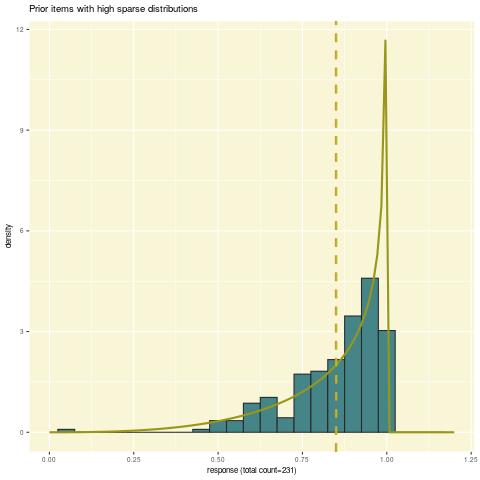 Prior items with high sparse distributions
12
9
6
3
0
density
0.00 0.25 0.50 0.75 1.00 1.25
response (total count=231)